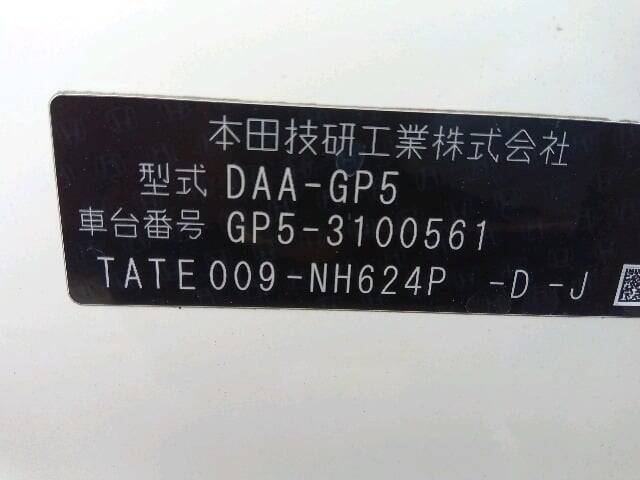 本田技研工業株式会社
型式 DAA-GP5
車台番号 GP5-3100561
TATE009-NH624P -D -J